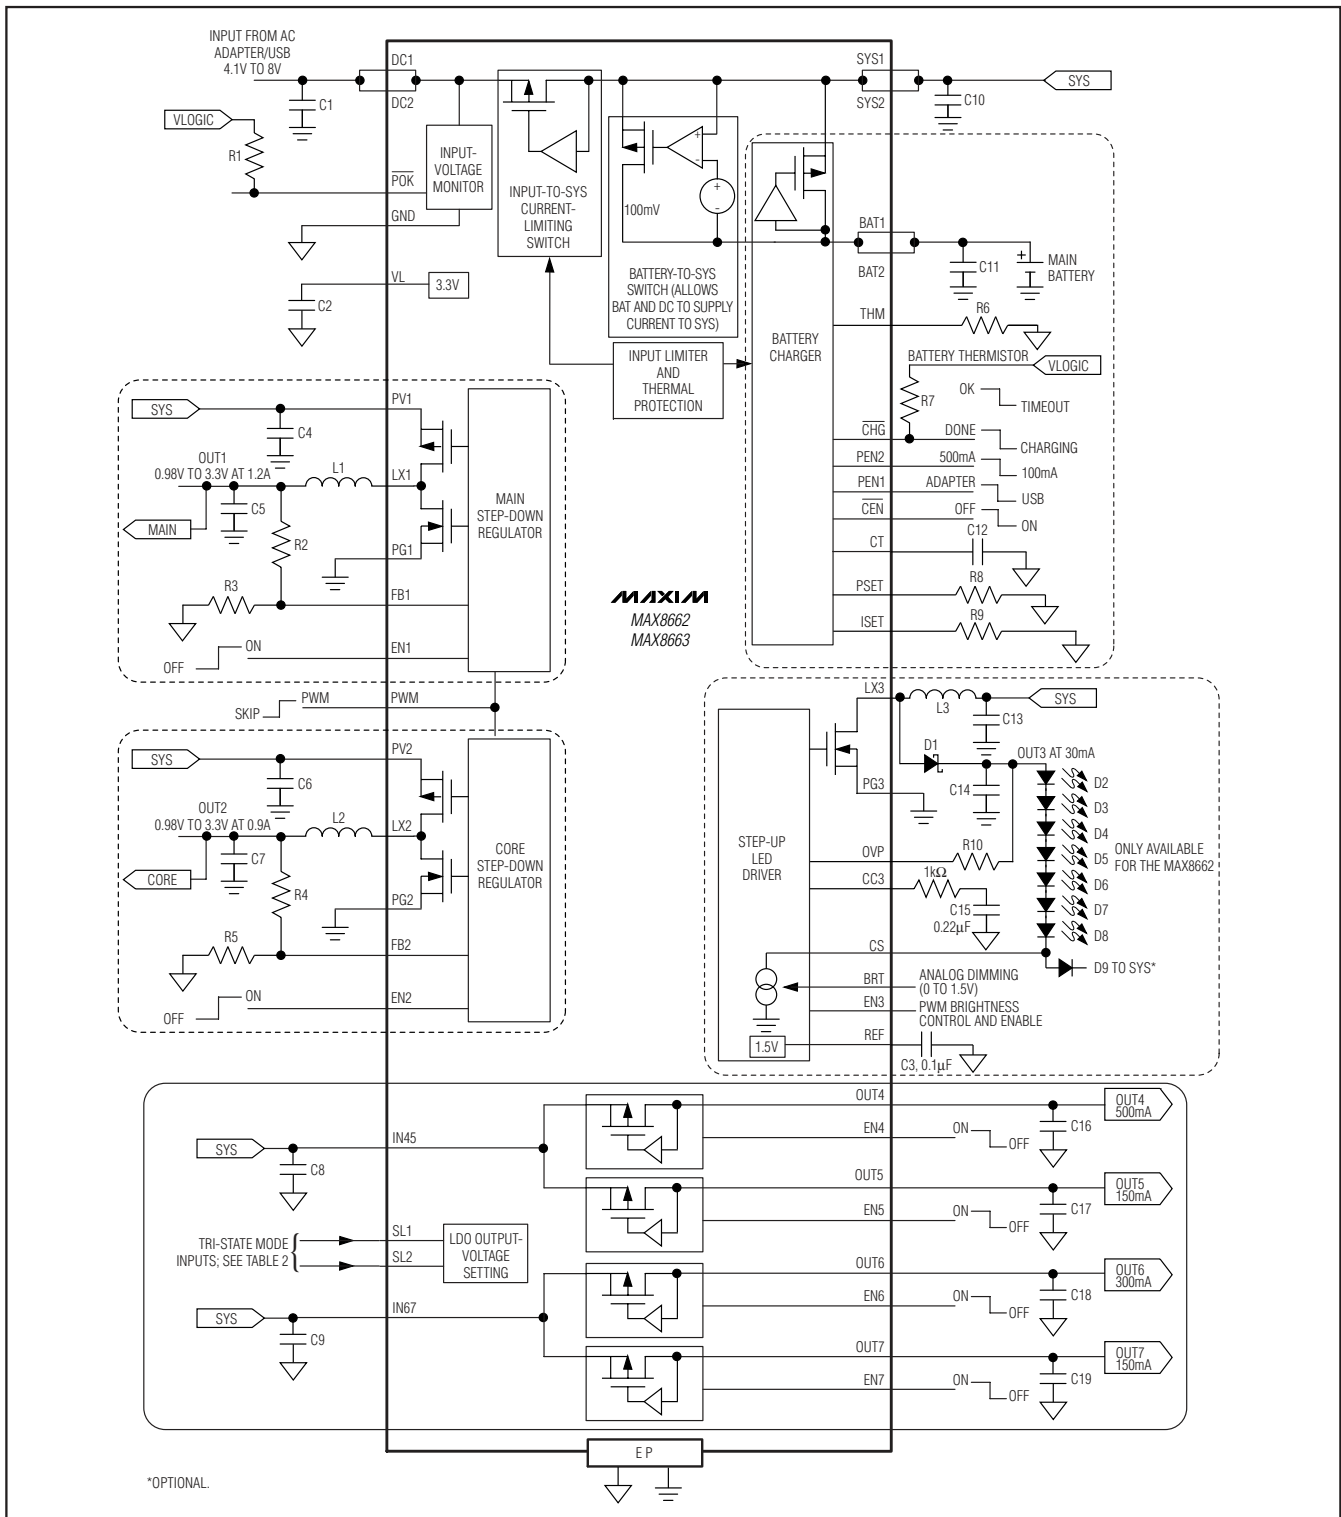 INPUT FROM AC
ADAPTER/USB
4.1V TO 8V
DC1
DC2
C1
VLOGIC
R1
POK
INPUT-
VOLTAGE
MONITOR
GND
VL
3.3V
C2
INPUT-TO-SYS
CURRENT-
LIMITING
SWITCH
+
-
+
-
100mV
BATTERY-TO-SYS
SWITCH (ALLOWS
BAT AND DC TO SUPPLY
CURRENT TO SYS)
INPUT LIMITER
AND
THERMAL
PROTECTION
SYS1
SYS2
C10
SYS
BATTERY
CHARGER
BAT1
BAT2
C11
+
MAIN
BATTERY
THM
R6
BATTERY THERMISTOR
VLOGIC
R7
OK
TIMEOUT
CHG
DONE
CHARGING
PEN2
500mA
100mA
PEN1
ADAPTER
USB
CEN
OFF
ON
CT
C12
PSET
R8
ISET
R9
SYS
PV1
C4
OUT1
0.98V TO 3.3V AT 1.2A
L1
LX1
C5
MAIN
R2
PG1
R3
FB1
OFF
ON
EN1
MAIN
STEP-DOWN
REGULATOR
MAXIM
MAX8662
MAX8663
SKIP
PWM
PWM
SYS
PV2
C6
OUT2
0.98V TO 3.3V AT 0.9A
L2
LX2
C7
CORE
R4
PG2
R5
FB2
OFF
ON
EN2
CORE
STEP-DOWN
REGULATOR
LX3
L3
SYS
C13
D1
OUT3 AT 30mA
PG3
C14
STEP-UP
LED
DRIVER
D2
D3
D4
D5
D6
D7
D8
ONLY AVAILABLE
FOR THE MAX8662
OVP
R10
CC3
1kΩ
C15
0.22µF
CS
D9 TO SYS*
BRT
ANALOG DIMMING
(0 TO 1.5V)
EN3
PWM BRIGHTNESS
CONTROL AND ENABLE
1.5V
REF
C3, 0.1µF
SYS
IN45
C8
OUT4
OUT4
500mA
EN4
ON
OFF
C16
OUT5
OUT5
150mA
EN5
ON
OFF
C17
TRI-STATE MODE
INPUTS; SEE TABLE 2
SL1
SL2
LDO OUTPUT-
VOLTAGE
SETTING
SYS
IN67
C9
OUT6
OUT6
300mA
EN6
ON
OFF
C18
OUT7
OUT7
150mA
EN7
ON
OFF
C19
EP
*OPTIONAL.